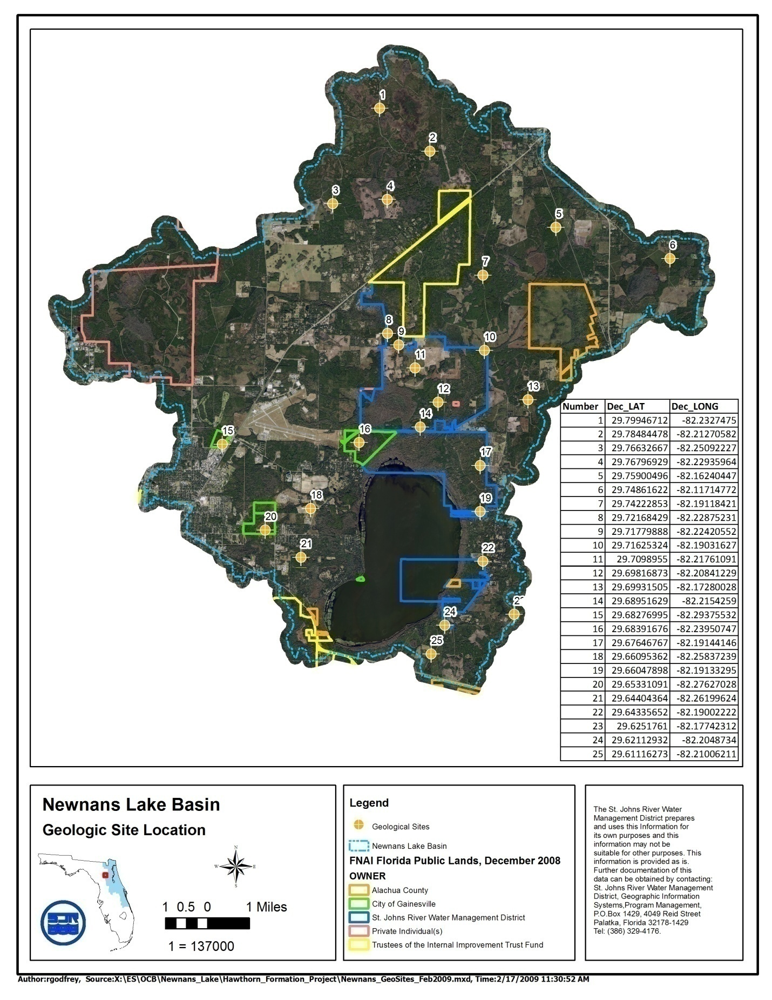 1
2
3
4
5
6
7
8
9
10
11
12
13
14
15
16
17
18
19
20
21
22
24
25
Number Dec_LAT Dec_LONG
1 29.79946712 -82.2327475
2 29.78484478 -82.21270582
3 29.76632667 -82.25092227
4 29.76796929 -82.22935964
5 29.75900496 -82.16240447
6 29.74861622 -82.11714772
7 29.74222853 -82.19118421
8 29.72168429 -82.22875231
9 29.71779888 -82.22420552
10 29.71625324 -82.19031627
11 29.7098955 -82.21761091
12 29.69816873 -82.20841229
13 29.69931505 -82.17280028
14 29.68951629 -82.2154259
15 29.68276995 -82.29375532
16 29.68391676 -82.23950747
17 29.67646767 -82.19144146
18 29.66095362 -82.25837239
19 29.66047898 -82.19133295
20 29.65331091 -82.27627028
21 29.64404364 -82.26199624
22 29.64335652 -82.19002222
23 29.6251761 -82.17742312
24 29.62112932 -82.2048734
25 29.61116273 -82.21006211
Newnans Lake Basin
Geologic Site Location
N
W E
S
1 0.5 0 1 Miles
1 = 137000
SJR
Legend
Geological Sites
Newnans Lake Basin
FNAI Florida Public Lands, December 2008
OWNER
Alachua County
City of Gainesville
St. Johns River Water Management District
Private Individual(s)
Trustees of the Internal Improvement Trust Fund
The St. Johns River Water
Management District prepares
and uses this Information for
its own purposes and this
information may not be
suitable for other purposes. This
information is provided as is.
Further documentation of this
data can be obtained by contacting:
St. Johns River Water Management
District, Geographic Information
Systems,Program Management,
P.O.Box 1429, 4049 Reid Street
Palatka, Florida 32178-1429
Tel: (386) 329-4176.
Author:rgodfrey, Source:X:\ES\OCB\Newnans_Lake\Hawthorn_Formation_Project\Newnans_GeoSites_Feb2009.mxd, Time:2/17/2009 11:30:52 AM